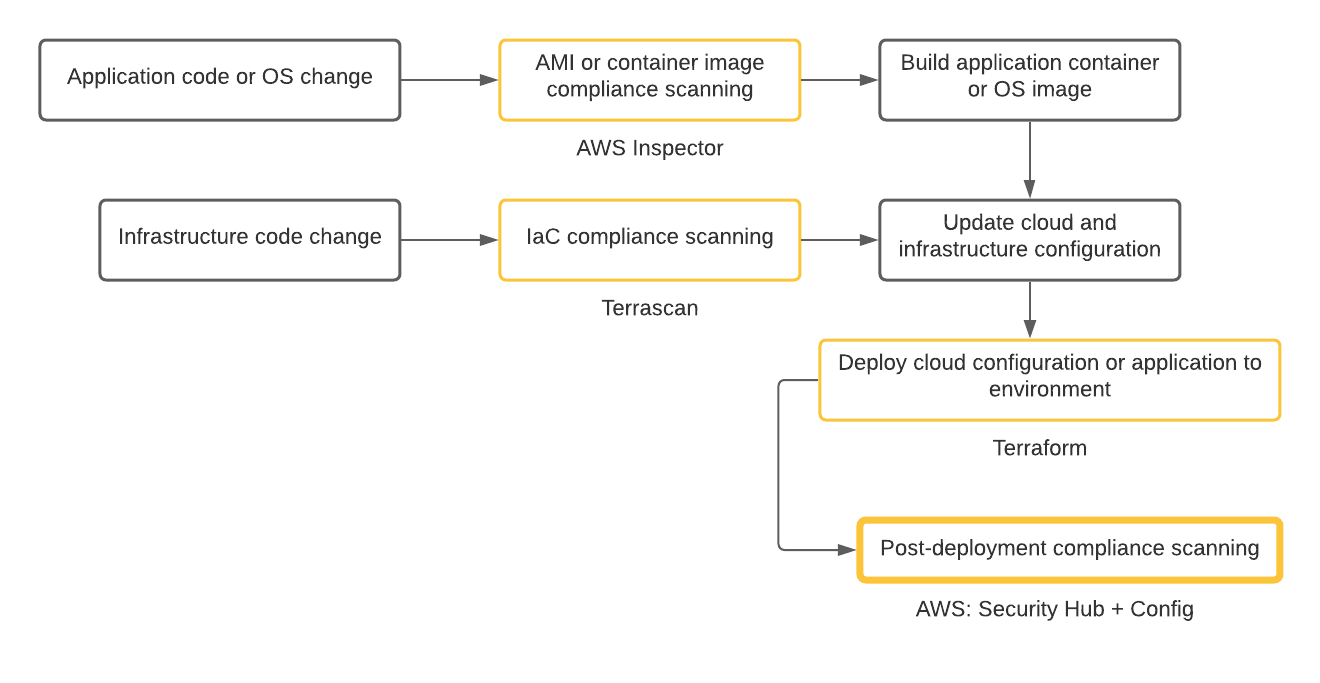 Application code or OS change
AMI or container image
compliance scanning
AWS Inspector
Build application container
or OS image
Infrastructure code change
IaC compliance scanning
Terrascan
Update cloud and
infrastructure configuration
Deploy cloud configuration or application to
environment
Terraform
Post-deployment compliance scanning
AWS: Security Hub + Config